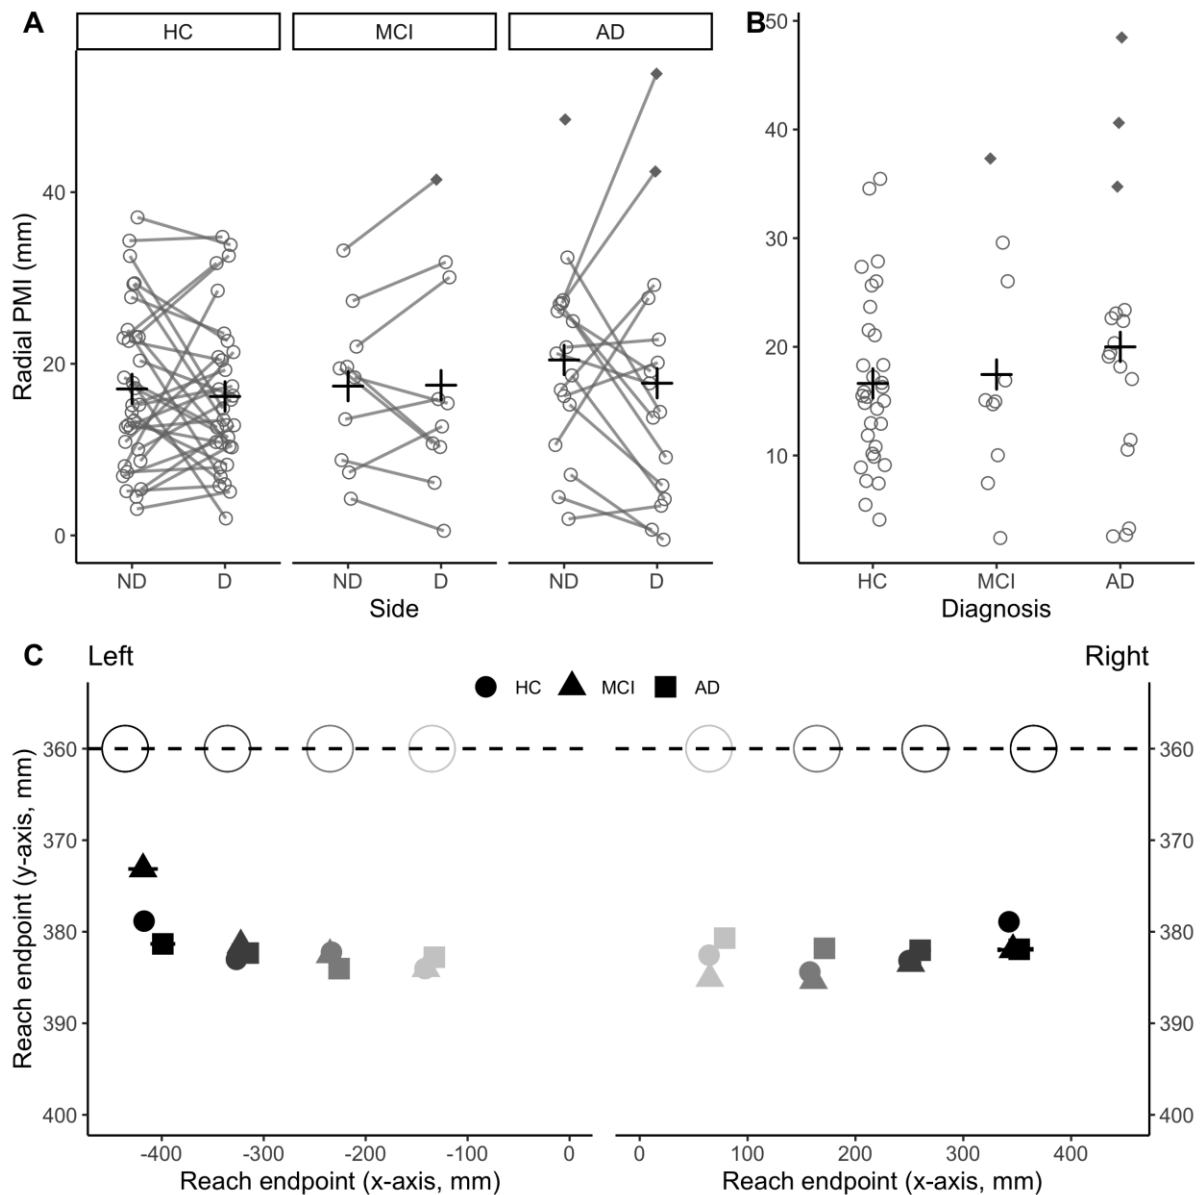 A
HC
MCI
AD
Radial PMI (mm)
40
20
0
ND
D
ND
D
ND
D
Side
B
50
40
30
20
10
HC
MCI
AD
Diagnosis
C
Left
Right
HC
MCI
AD
Reach endpoint (y-axis, mm)
360
370
380
390
400
360
370
380
390
400
-400
-300
-200
-100
0
0
100
200
300
400
Reach endpoint (x-axis, mm)
Reach endpoint (x-axis, mm)